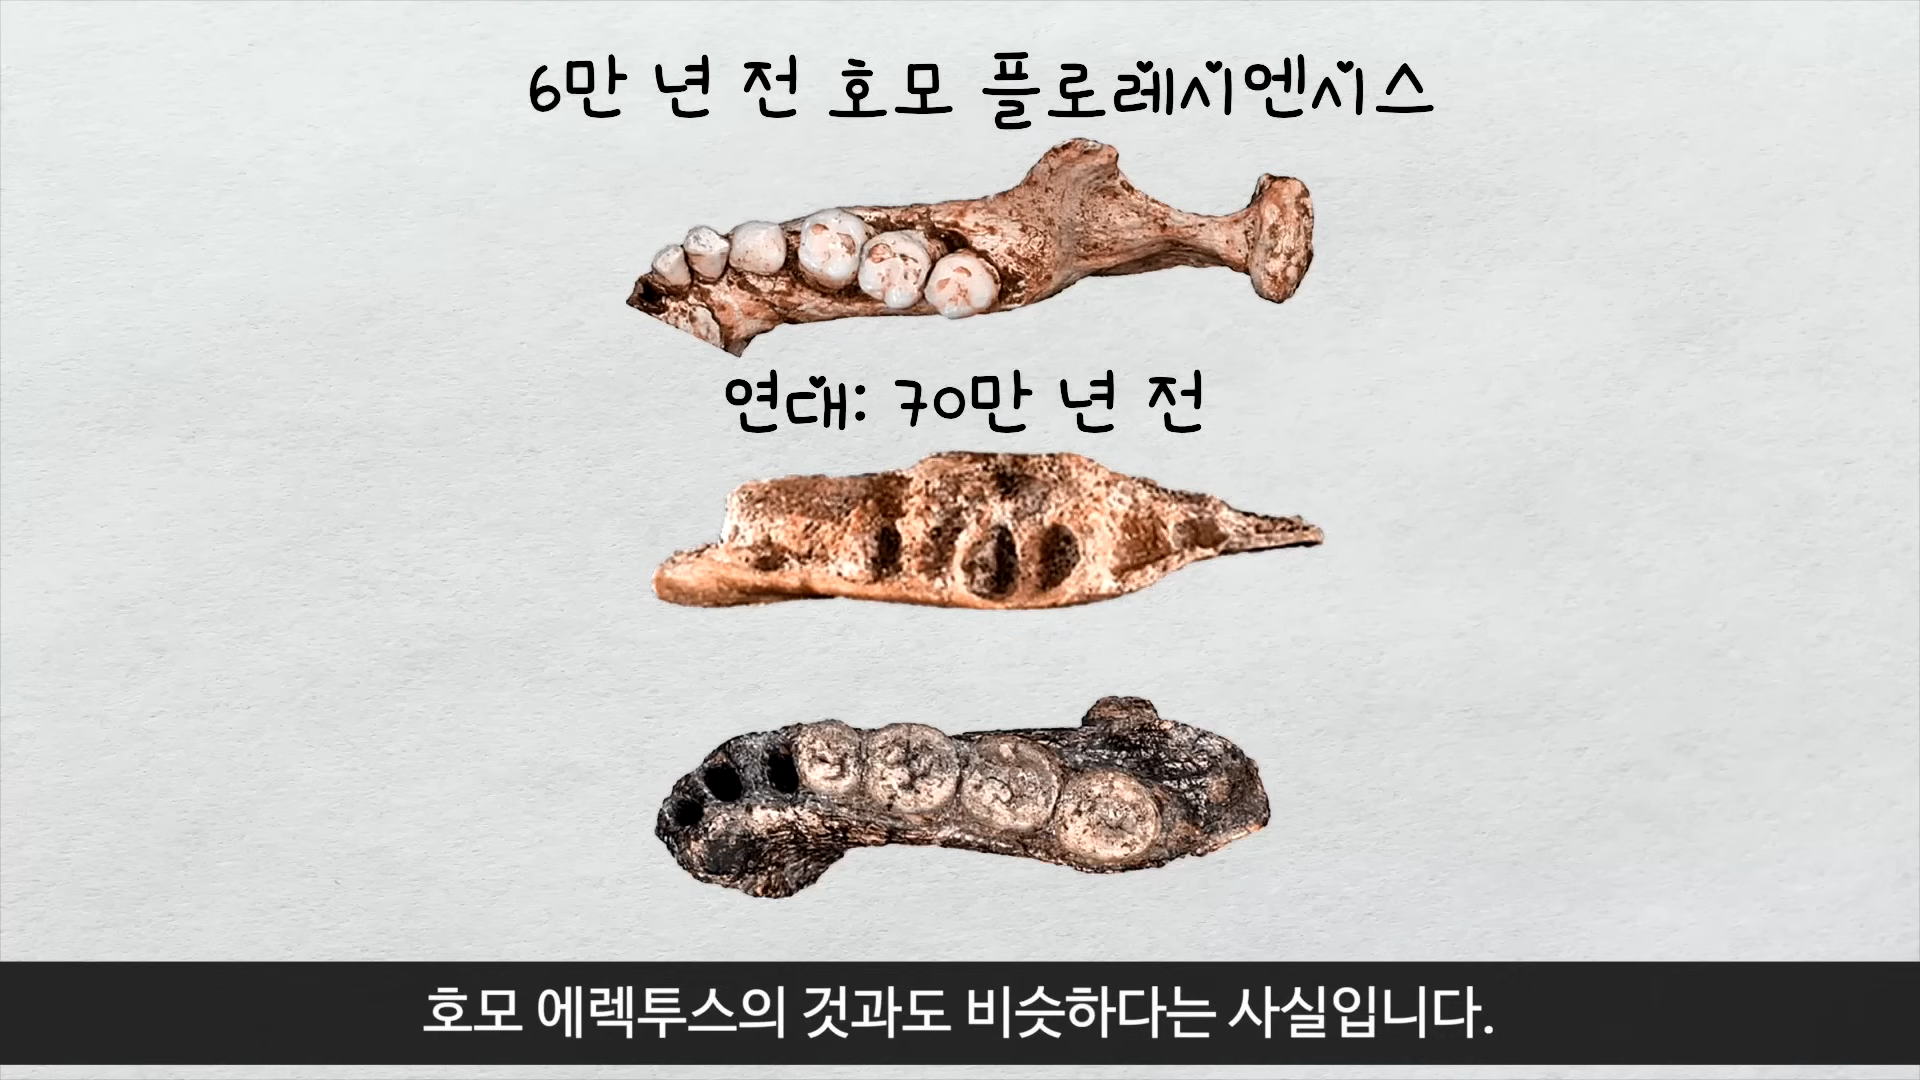 6만 년 전 호모 플로레시엔시스
연대: 70만 년 전
호모 에렉투스의 것과도 비슷하다는 사실입니다.